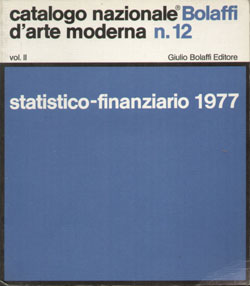 catalogo nazionale® Bolaffi
d'arte moderna n.12
vol. II Giulio Bolaffi Editore
statistico-finanziario 1977